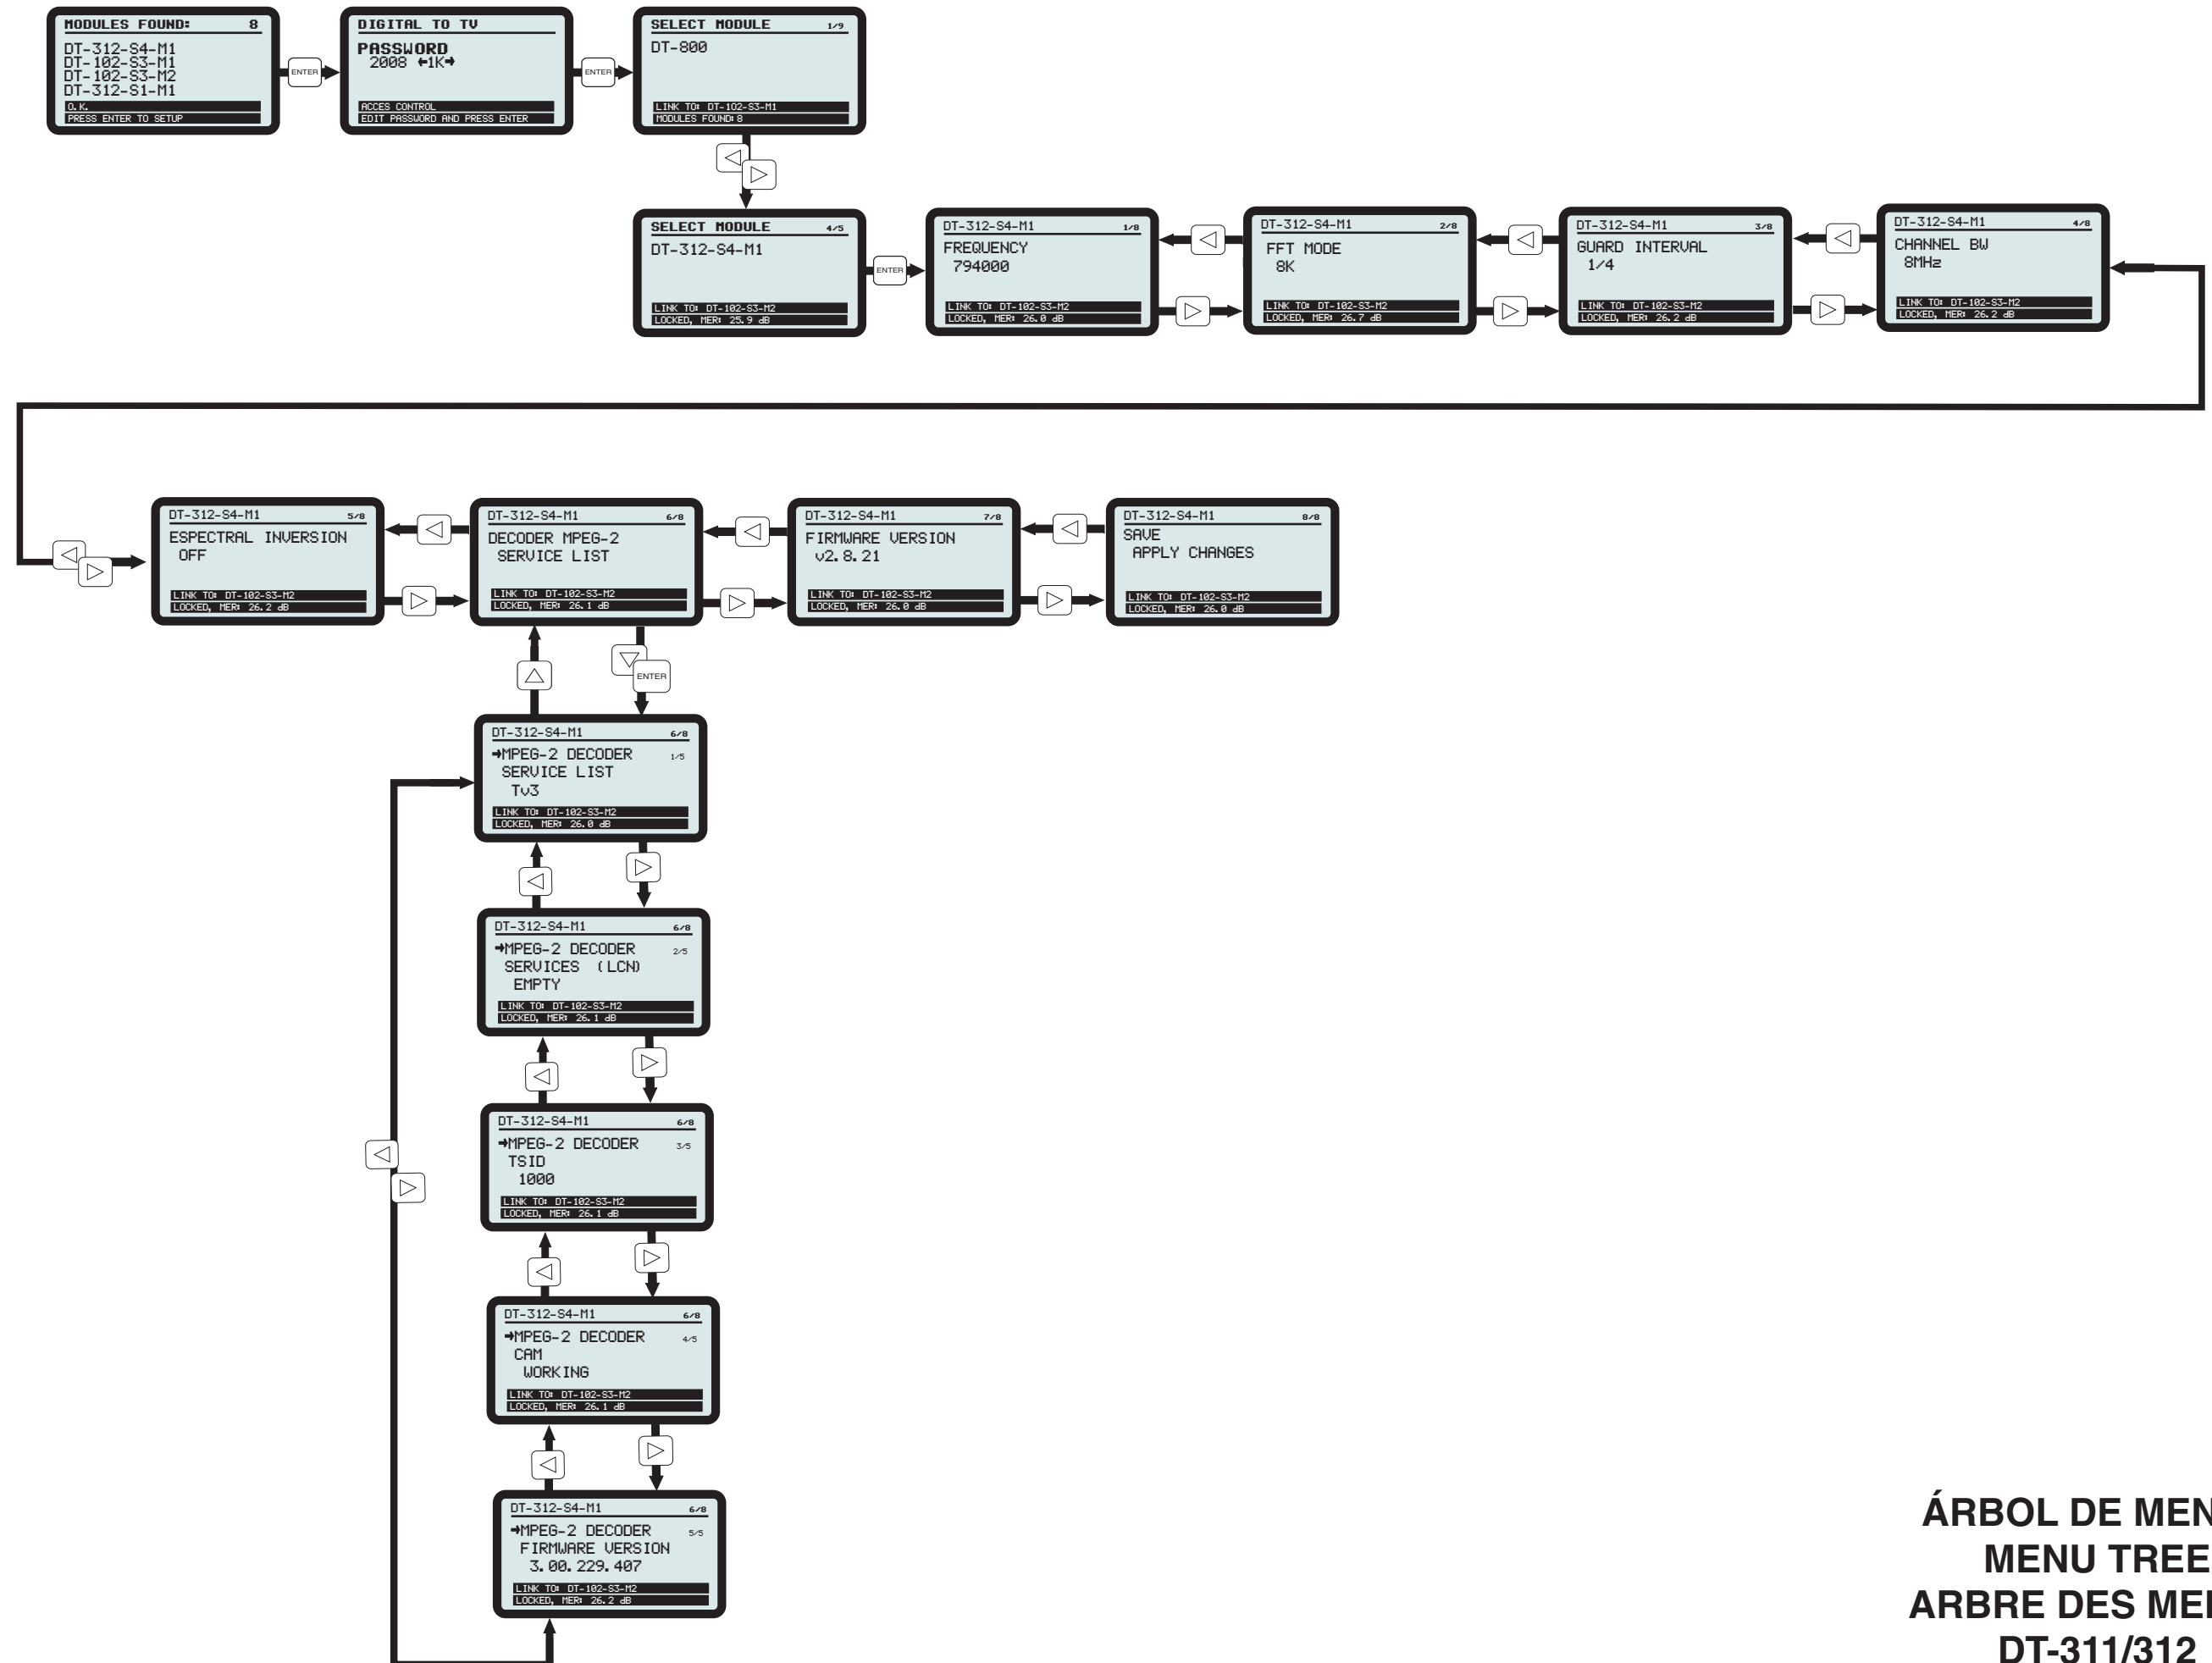 MODULES FOUND: 8
DT-312-S4-M1
DT-102-S3-M1
DT-102-S3-M2
DT-312-S1-M1
O.K.
PRESS ENTER TO SETUP
ENTER
DIGITAL TO TV
PASSWORD
2008 ←1K→
ACCES CONTROL
EDIT PASSWORD AND PRESS ENTER
ENTER
SELECT MODULE 1/9
DT-800
LINK TO: DT-102-S3-M1
MODULES FOUND: 8
SELECT MODULE 4/5
DT-312-S4-M1
LINK TO: DT-102-S3-M2
LOCKED, MER: 25.9 dB
ENTER
DT-312-S4-M1 1/8
FREQUENCY
794000
LINK TO: DT-102-S3-M2
LOCKED, MER: 26.0 dB
DT-312-S4-M1 2/8
FFT MODE
8K
LINK TO: DT-102-S3-M2
LOCKED, MER: 26.7 dB
DT-312-S4-M1 3/8
GUARD INTERVAL
1/4
LINK TO: DT-102-S3-M2
LOCKED, MER: 26.2 dB
DT-312-S4-M1 4/8
CHANNEL BW
8MHz
LINK TO: DT-102-S3-M2
LOCKED, MER: 26.2 dB
DT-312-S4-M1 5/8
ESPECTRAL INVERSION
OFF
LINK TO: DT-102-S3-M2
LOCKED, MER: 26.2 dB
DT-312-S4-M1 6/8
DECODER MPEG-2
SERVICE LIST
LINK TO: DT-102-S3-M2
LOCKED, MER: 26.1 dB
DT-312-S4-M1 7/8
FIRMWARE VERSION
v2.8.21
LINK TO: DT-102-S3-M2
LOCKED, MER: 26.0 dB
DT-312-S4-M1 8/8
SAVE
APPLY CHANGES
LINK TO: DT-102-S3-M2
LOCKED, MER: 26.0 dB
ENTER
DT-312-S4-M1 6/8
→MPEG-2 DECODER 1/5
SERVICE LIST
Tv3
LINK TO: DT-102-S3-M2
LOCKED, MER: 26.0 dB
DT-312-S4-M1 6/8
→MPEG-2 DECODER 2/5
SERVICES (LCN)
EMPTY
LINK TO: DT-102-S3-M2
LOCKED, MER: 26.1 dB
DT-312-S4-M1 6/8
→MPEG-2 DECODER 3/5
TSID
1000
LINK TO: DT-102-S3-M2
LOCKED, MER: 26.1 dB
DT-312-S4-M1 6/8
→MPEG-2 DECODER 4/5
CAM
WORKING
LINK TO: DT-102-S3-M2
LOCKED, MER: 26.1 dB
DT-312-S4-M1 6/8
→MPEG-2 DECODER 5/5
FIRMWARE VERSION
3.00.229.407
LINK TO: DT-102-S3-M2
LOCKED, MER: 26.2 dB
ÁRBOL DE
MENU TREE
ARBRE DES
DT-311/312